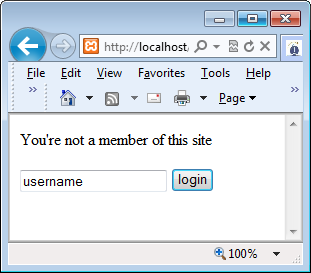 http://localhost/
File Edit View Favorites Tools Help
Page
You're not a member of this site
username login
100%